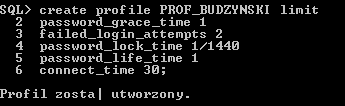 SQL> create profile PROF_BUDZYNSKI limit
2 password_grace_time 1
3 failed_login_attempts 2
4 password_lock_time 1/1440
5 password_life_time 1
6 connect_time 30;
Profil zosta| utworzony.